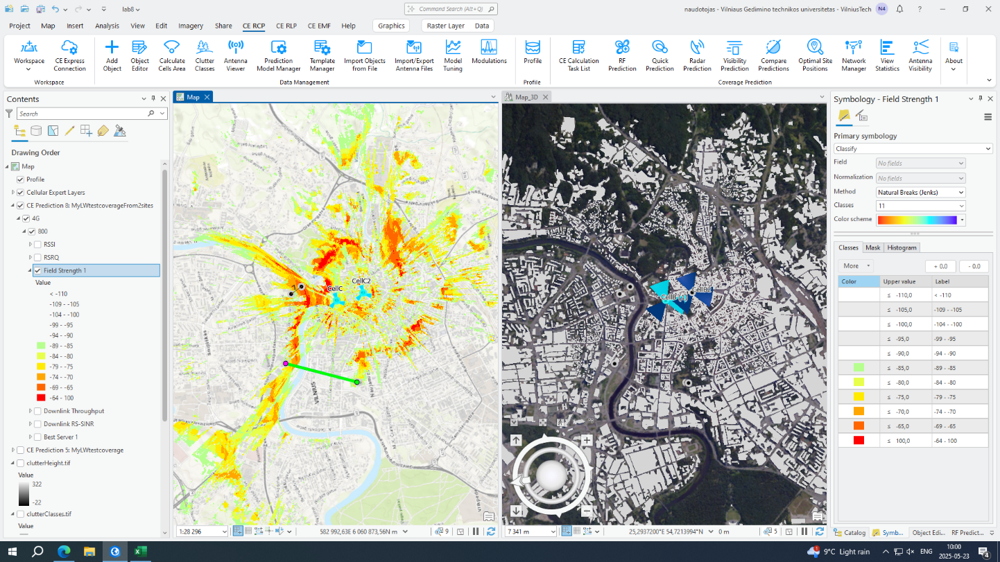 lab8
Command Search (Alt+Q)
naudotojas - Vilniaus Gedimino technikos universitetas - VilniusTech
N4
Project
Map
Insert
Analysis
View
Edit
Imagery
Share
CE RCP
CE RLP
CE EMF
Help
Graphics
Raster Layer
Data
Workspace
CE Express
Connection
Add
Object
Object
Editor
Calculate
Cells Area
Clutter
Classes
Antenna
Viewer
Prediction
Model Manager
Template
Manager
Import Objects
from File
Import/Export
Antenna Files
Model
Tuning
Modulations
Profile
CE Calculation
Task List
RF
Prediction
Quick
Prediction
Radar
Prediction
Visibility
Prediction
Compare
Predictions
Optimal Site
Positions
Network
Manager
View
Statistics
Antenna
Visibility
About
Workspace
Data Management
Profile
Coverage Prediction
Contents
Search
Drawing Order
Map
Profile
Cellular Expert Layers
CE Prediction 8: MyLWtestcoverageFrom2sites
4G
800
RSSI
RSRQ
Field Strength 1
Value
< -110
-109 - -105
-104 - -100
-99 - -95
-94 - -90
-89 - -85
-84 - -80
-79 - -75
-74 - -70
-69 - -65
-64 - 100
Downlink Throughput
Downlink RS-SINR
Best Server 1
CE Prediction 5: MyLWtestcoverage
clutterHeight.tif
Value
322
-22
clutterClasses.tif
Value
Map
CellC
CellC2
VILNIUS
1:28 296
582 992,63E 6 060 873,56N m
9
Map_3D
CellB2
CellB (1)
7 341 m
25,2937200°E 54,7213994°N
0 m
5
Symbology - Field Strength 1
Primary symbology
Classify
Field
No fields
Normalization
No fields
Method
Natural Breaks (Jenks)
Classes
11
Color scheme
Classes
Mask
Histogram
More
+ 0.0
- 0.0
Color
Upper value
Label
≤ -110,0
< -110
≤ -105,0
-109 - -105
≤ -100,0
-104 - -100
≤ -95,0
-99 - -95
≤ -90,0
-94 - -90
≤ -85,0
-89 - -85
≤ -80,0
-84 - -80
≤ -75,0
-79 - -75
≤ -70,0
-74 - -70
≤ -65,0
-69 - -65
≤ 100,0
-64 - 100
Catalog
Symb...
Object Edi...
RF Predict...
9°C Light rain
ENG
10:00
2025-05-23
4